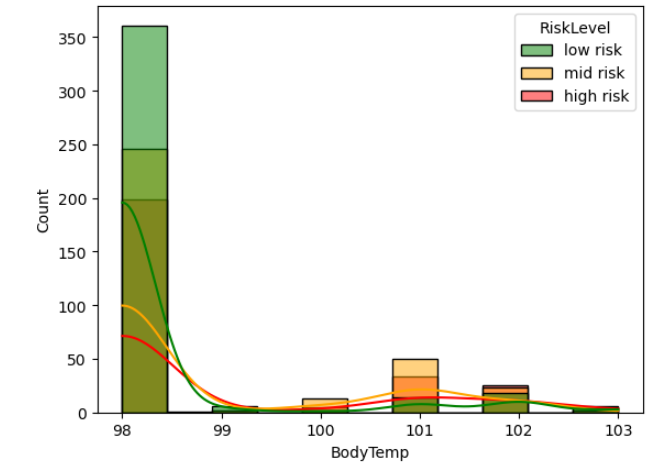 RiskLevel
low risk
mid risk
high risk
Count
350
300
250
200
150
100
50
0
98 99 100 101 102 103
BodyTemp